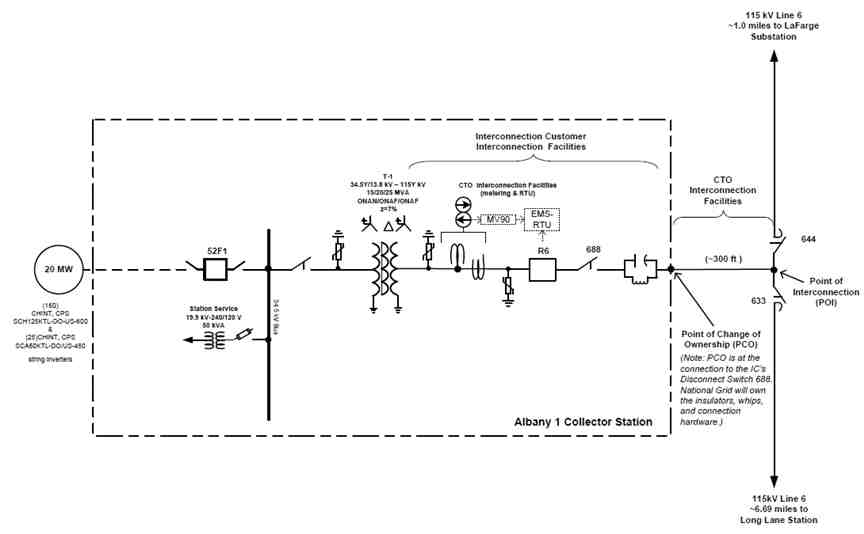 115 kV Line 6
~1.0 miles to LaFarge
Substation
Interconnection Customer
Interconnection Facilities
T-1
34.5Y/13.8 kV – 115Y kV
15/20/25 MVA
ONAN/ONAF/ONAF
z=7%
CTO Interconnection Facilities
(metering & RTU)
MV90
EMS-
RTU
CTO
Interconnection
Facilities
20 MW
52F1
R6
688
(~300 ft )
644
633
Point of
Interconnection
(POI)
(160)
CHINT, CPS
SCH125KTL-DO-US-600
&
(25)CHINT, CPS
SCA60KTL-DO/US-480
string inverters
Station Service
19.9 kV-240/120 V
50 kVA
34.5 kV Bus
Point of Change of
Ownership (PCO)
(Note: PCO is at the
connection to the IC's
Disconnect Switch 688.
National Grid will own
the insulators, whips,
and connection
hardware.)
Albany 1 Collector Station
115kV Line 6
~6.69 miles to
Long Lane Station